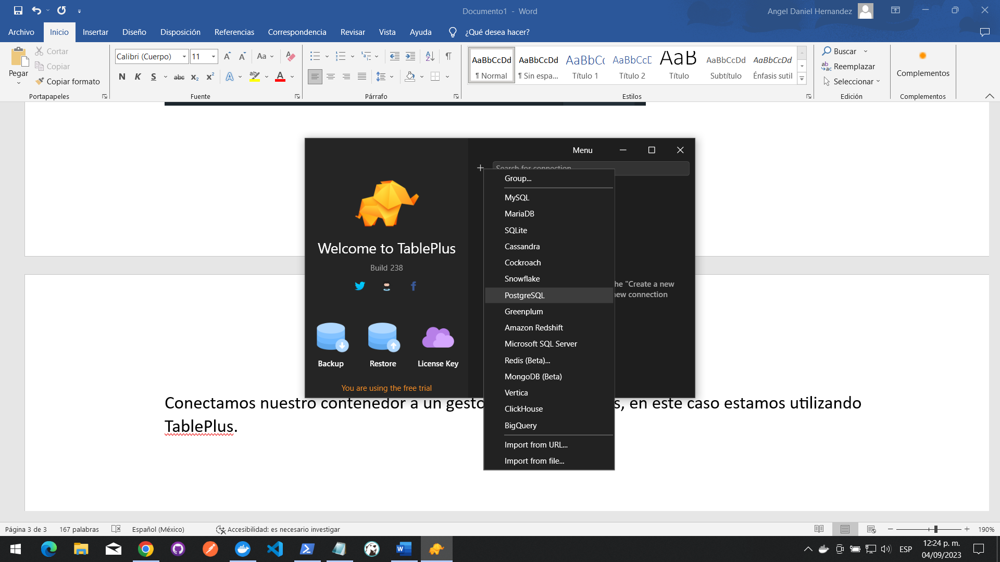 Documento1 - Word
Angel Daniel Hernandez
Archivo
Inicio
Insertar
Diseño
Disposición
Referencias
Correspondencia
Revisar
Vista
Ayuda
¿Qué desea hacer?
Pegar
Cortar
Copiar
Copiar formato
Portapapeles
Calibri (Cuerpo)
11
Aa
N K S abc x₂ x²
Fuente
Párrafo
AaBbCcDd
¶ Normal
AaBbCcDd
¶ Sin espa...
AaBbCc
Título 1
AaBbCcD
Título 2
AaB
Título
AaBbCcDd
Subtítulo
AaBbCcDd
Énfasis sutil
Estilos
Buscar
Reemplazar
Seleccionar
Edición
Complementos
Complementos
Menu
Search for connection...
Welcome to TablePlus
Build 238
Backup
Restore
License Key
You are using the free trial
Group...
MySQL
MariaDB
SQLite
Cassandra
Cockroach
Snowflake
PostgreSQL
Greenplum
Amazon Redshift
Microsoft SQL Server
Redis (Beta)...
MongoDB (Beta)
Vertica
ClickHouse
BigQuery
Import from URL...
Import from file...
he "Create a new
new connection
Conectamos nuestro contenedor a un gesto s, en este caso estamos utilizando
TablePlus.
Página 3 de 3
167 palabras
Español (México)
Accesibilidad: es necesario investigar
190%
ESP
12:24 p. m.
04/09/2023